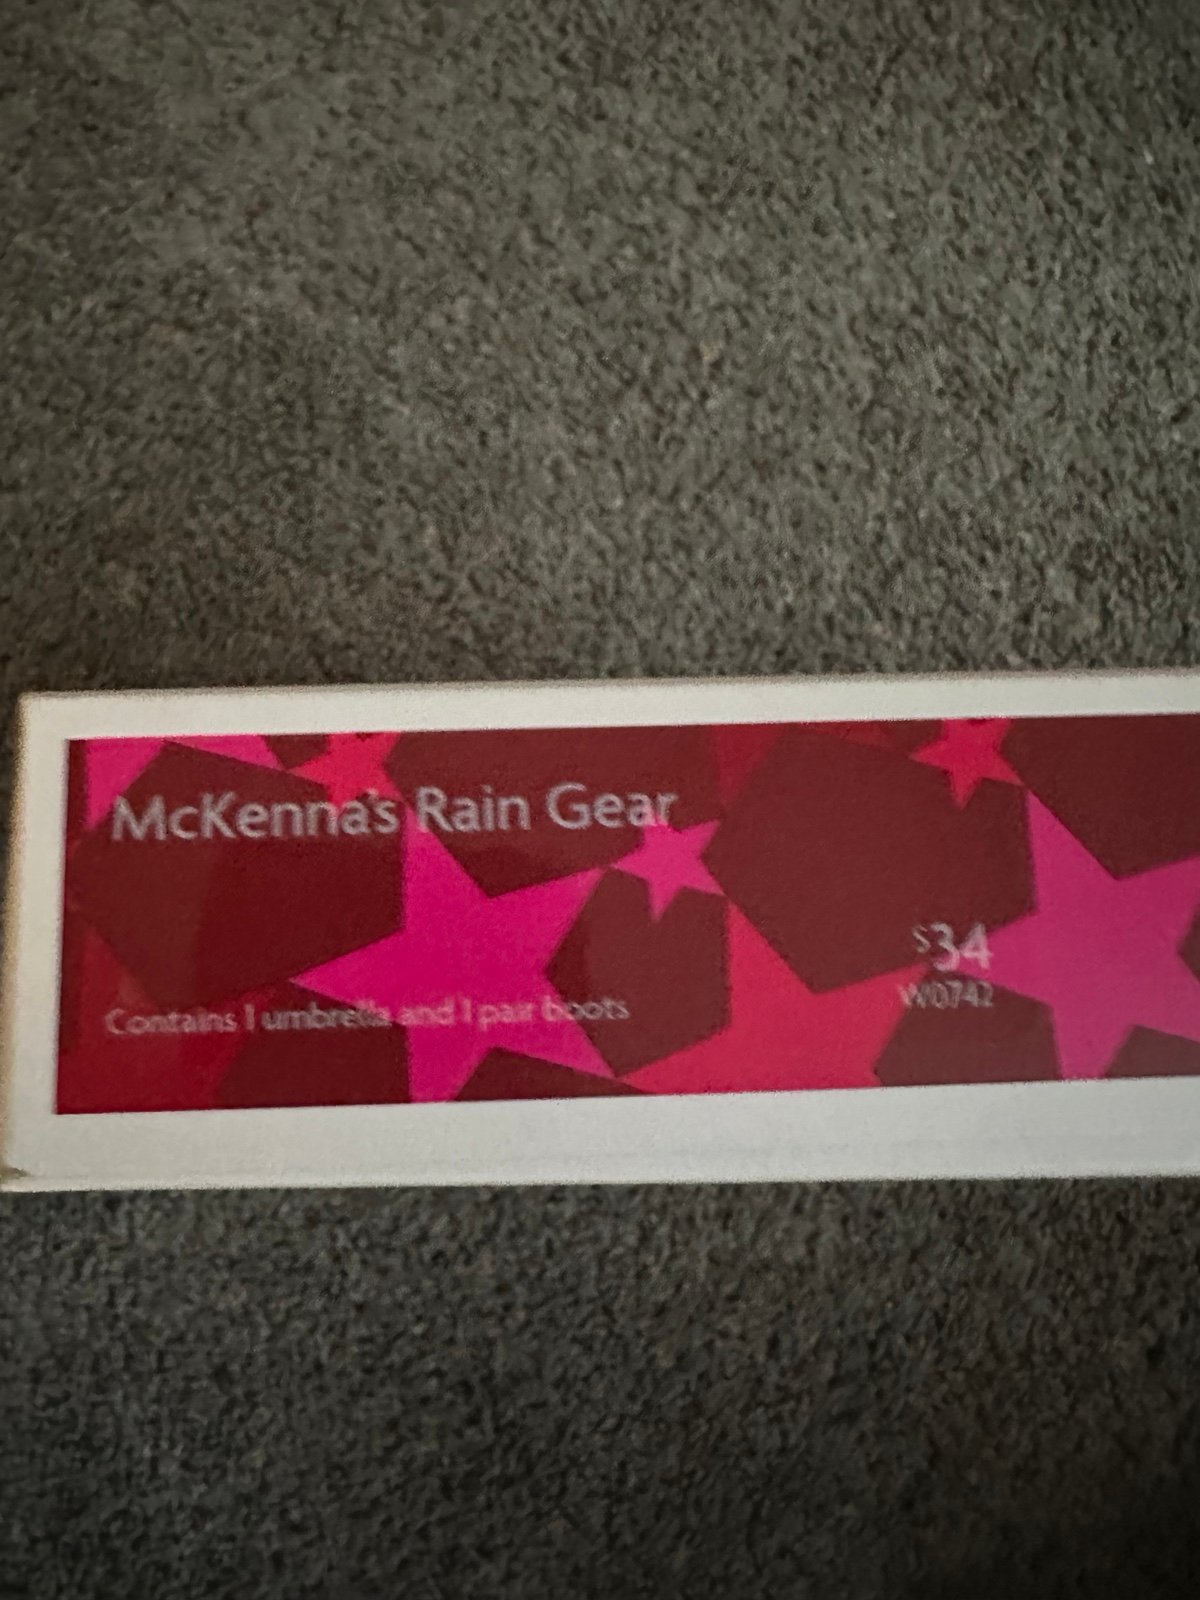 McKenna's Rain Gear
$34
W0742
Contains 1 umbrella and 1 pair boots